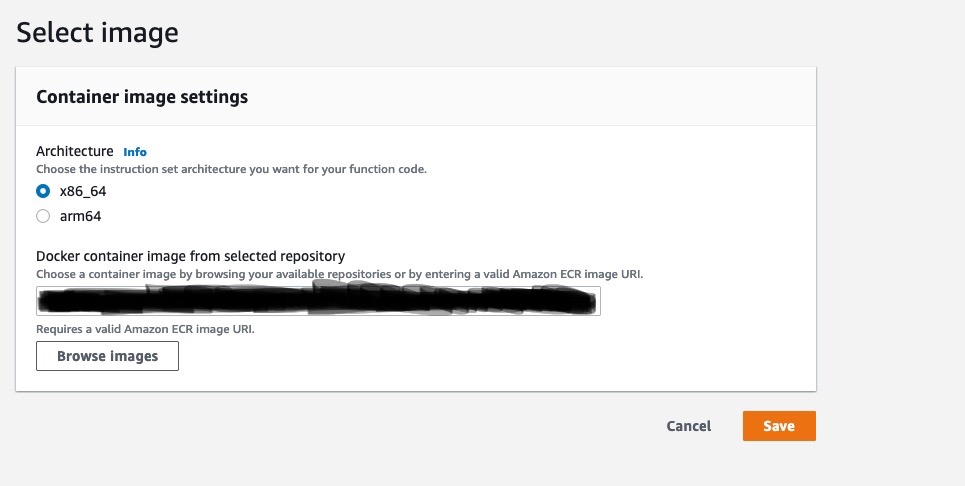 Select image
Container image settings
Architecture Info
Choose the instruction set architecture you want for your function code.
x86_64
arm64
Docker container image from selected repository
Choose a container image by browsing your available repositories or by entering a valid Amazon ECR image URI.
Requires a valid Amazon ECR image URI.
Browse images
Cancel Save